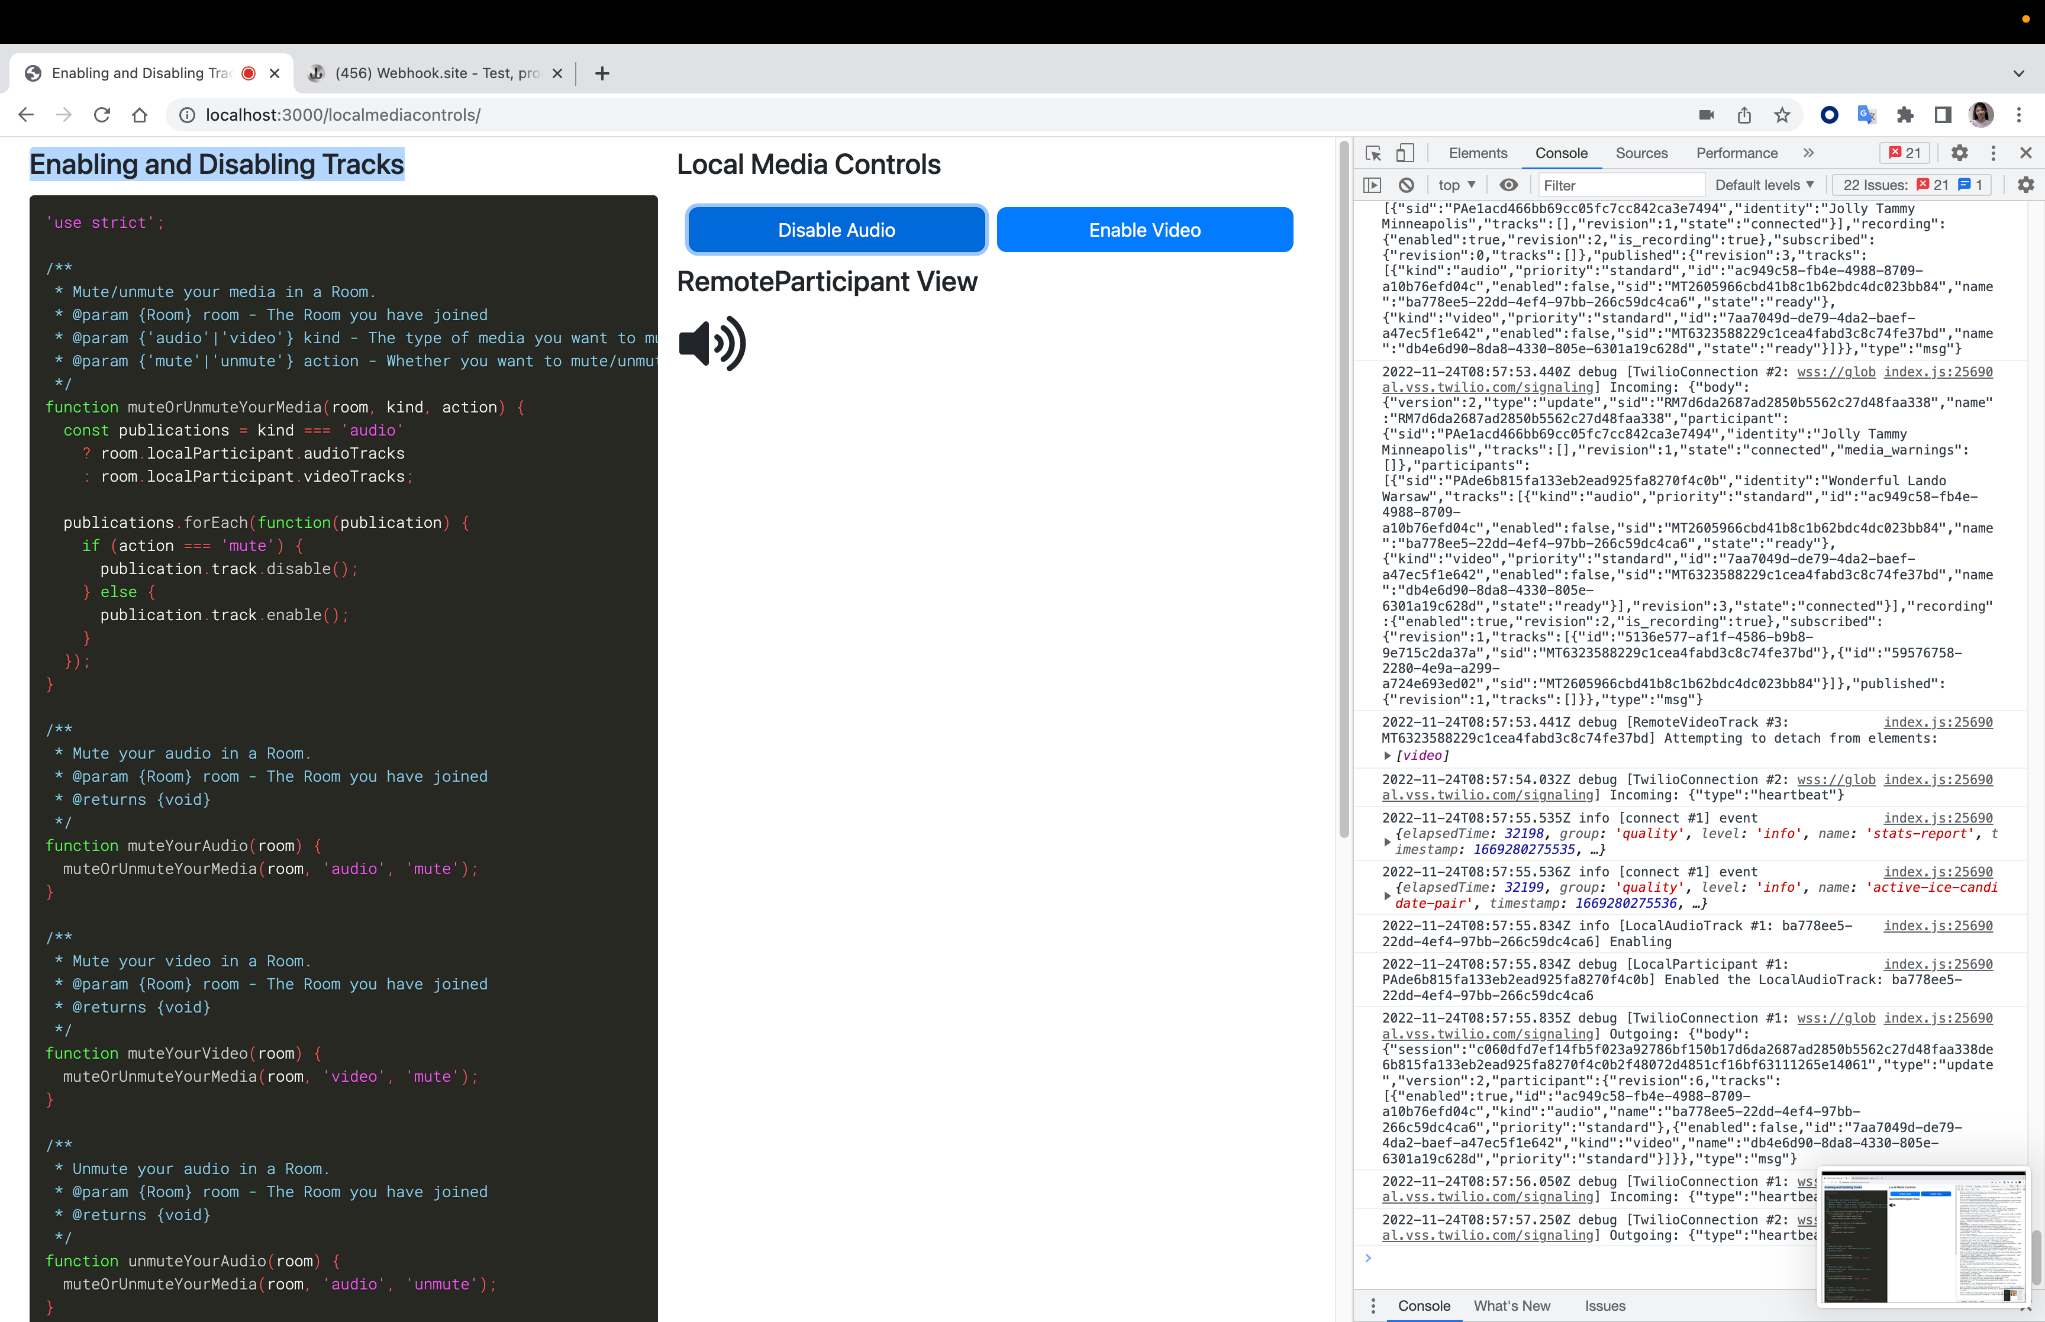 Enabling and Disabling Tra
(456) Webhook.site - Test, pro
localhost:3000/localmediacontrols/
Enabling and Disabling Tracks
'use strict';
/**
* Mute/unmute your media in a Room.
* @param {Room} room - The Room you have joined
* @param {'audio'|'video'} kind - The type of media you want to mu
* @param {'mute'|'unmute'} action - Whether you want to mute/unmut
*/
function muteOrUnmuteYourMedia(room, kind, action) {
const publications = kind === 'audio'
? room.localParticipant.audioTracks
: room.localParticipant.videoTracks;
publications.forEach(function(publication) {
if (action === 'mute') {
publication.track.disable();
} else {
publication.track.enable();
}
});
}
/**
* Mute your audio in a Room.
* @param {Room} room - The Room you have joined
* @returns {void}
*/
function muteYourAudio(room) {
muteOrUnmuteYourMedia(room, 'audio', 'mute');
}
/**
* Mute your video in a Room.
* @param {Room} room - The Room you have joined
* @returns {void}
*/
function muteYourVideo(room) {
muteOrUnmuteYourMedia(room, 'video', 'mute');
}
/**
* Unmute your audio in a Room.
* @param {Room} room - The Room you have joined
* @returns {void}
*/
function unmuteYourAudio(room) {
muteOrUnmuteYourMedia(room, 'audio', 'unmute');
}
Local Media Controls
Disable Audio
Enable Video
RemoteParticipant View
Elements Console Sources Performance » 21
top Filter Default levels 22 Issues: 21 1
[{"sid":"PAe1acd466bb69cc05fc7cc842ca3e7494","identity":"Jolly Tammy
Minneapolis","tracks":[],"revision":1,"state":"connected"}],"recording":
{"enabled":true,"revision":2,"is_recording":true},"subscribed":
{"revision":0,"tracks":[]},"published":{"revision":3,"tracks":
[{"kind":"audio","priority":"standard","id":"ac949c58-fb4e-4988-8709-
a10b76efd04c","enabled":false,"sid":"MT2605966cbd41b8c1b62bdc4dc023bb84","name
":"ba778ee5-22dd-4ef4-97bb-266c59dc4ca6","state":"ready"},
{"kind":"video","priority":"standard","id":"7aa7049d-de79-4da2-baef-
a47ec5f1e642","enabled":false,"sid":"MT6323588229c1cea4fabd3c8c74fe37bd","name
":"db4e6d90-8da8-4330-805e-6301a19c628d","state":"ready"}]}},"type":"msg"}
2022-11-24T08:57:53.440Z debug [TwilioConnection #2: wss://glob index.js:25690
al.vss.twilio.com/signaling] Incoming: {"body":
{"version":2,"type":"update","sid":"RM7d6da2687ad2850b5562c27d48faa338","name"
:"RM7d6da2687ad2850b5562c27d48faa338","participant":
{"sid":"PAe1acd466bb69cc05fc7cc842ca3e7494","identity":"Jolly Tammy
Minneapolis","tracks":[],"revision":1,"state":"connected","media_warnings":
[]},"participants":
[{"sid":"PAde6b815fa133eb2ead925fa8270f4c0b","identity":"Wonderful Lando
Warsaw","tracks":[{"kind":"audio","priority":"standard","id":"ac949c58-fb4e-
4988-8709-
a10b76efd04c","enabled":false,"sid":"MT2605966cbd41b8c1b62bdc4dc023bb84","name
":"ba778ee5-22dd-4ef4-97bb-266c59dc4ca6","state":"ready"},
{"kind":"video","priority":"standard","id":"7aa7049d-de79-4da2-baef-
a47ec5f1e642","enabled":false,"sid":"MT6323588229c1cea4fabd3c8c74fe37bd","name
":"db4e6d90-8da8-4330-805e-
6301a19c628d","state":"ready"}],"revision":3,"state":"connected"}],"recording"
:{"enabled":true,"revision":2,"is_recording":true},"subscribed":
{"revision":1,"tracks":[{"id":"5136e577-af1f-4586-b9b8-
9e715c2da37a","sid":"MT6323588229c1cea4fabd3c8c74fe37bd"},{"id":"59576758-
2280-4e9a-a299-
a724e693ed02","sid":"MT2605966cbd41b8c1b62bdc4dc023bb84"}]},"published":
{"revision":1,"tracks":[]}},"type":"msg"}
2022-11-24T08:57:53.441Z debug [RemoteVideoTrack #3: index.js:25690
MT6323588229c1cea4fabd3c8c74fe37bd] Attempting to detach from elements:
[video]
2022-11-24T08:57:54.032Z debug [TwilioConnection #2: wss://glob index.js:25690
al.vss.twilio.com/signaling] Incoming: {"type":"heartbeat"}
2022-11-24T08:57:55.535Z info [connect #1] event index.js:25690
{elapsedTime: 32198, group: 'quality', level: 'info', name: 'stats-report', t
imestamp: 1669280275535, …}
2022-11-24T08:57:55.536Z info [connect #1] event index.js:25690
{elapsedTime: 32199, group: 'quality', level: 'info', name: 'active-ice-candi
date-pair', timestamp: 1669280275536, …}
2022-11-24T08:57:55.834Z info [LocalAudioTrack #1: ba778ee5- index.js:25690
22dd-4ef4-97bb-266c59dc4ca6] Enabling
2022-11-24T08:57:55.834Z debug [LocalParticipant #1: index.js:25690
PAde6b815fa133eb2ead925fa8270f4c0b] Enabled the LocalAudioTrack: ba778ee5-
22dd-4ef4-97bb-266c59dc4ca6
2022-11-24T08:57:55.835Z debug [TwilioConnection #1: wss://glob index.js:25690
al.vss.twilio.com/signaling] Outgoing: {"body":
{"session":"c060dfd7ef14fb5f023a92786bf150b17d6da2687ad2850b5562c27d48faa338de
6b815fa133eb2ead925fa8270f4c0b2f48072d4851cf16bf63111265e14061","type":"update
","version":2,"participant":{"revision":6,"tracks":
[{"enabled":true,"id":"ac949c58-fb4e-4988-8709-
a10b76efd04c","kind":"audio","name":"ba778ee5-22dd-4ef4-97bb-
266c59dc4ca6","priority":"standard"},{"enabled":false,"id":"7aa7049d-de79-
4da2-baef-a47ec5f1e642","kind":"video","name":"db4e6d90-8da8-4330-805e-
6301a19c628d","priority":"standard"}]}},"type":"msg"}
2022-11-24T08:57:56.050Z debug [TwilioConnection #1: wss
al.vss.twilio.com/signaling] Incoming: {"type":"heartbea
2022-11-24T08:57:57.250Z debug [TwilioConnection #2: wss
al.vss.twilio.com/signaling] Outgoing: {"type":"heartbea
Console What's New Issues